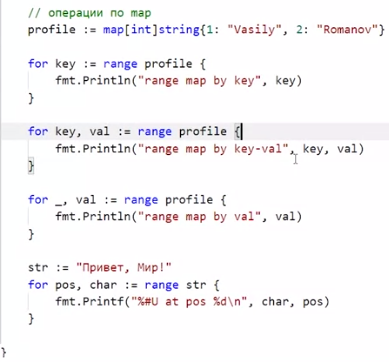 // операции по map
profile := map[int]string{1: "Vasily", 2: "Romanov"}
for key := range profile {
fmt.Println("range map by key", key)
}
for key, val := range profile {
fmt.Println("range map by key-val", key, val)
}
for _, val := range profile {
fmt.Println("range map by val", val)
}
str := "Привет, Мир!"
for pos, char := range str {
fmt.Printf("%#U at pos %d\n", char, pos)
}
}